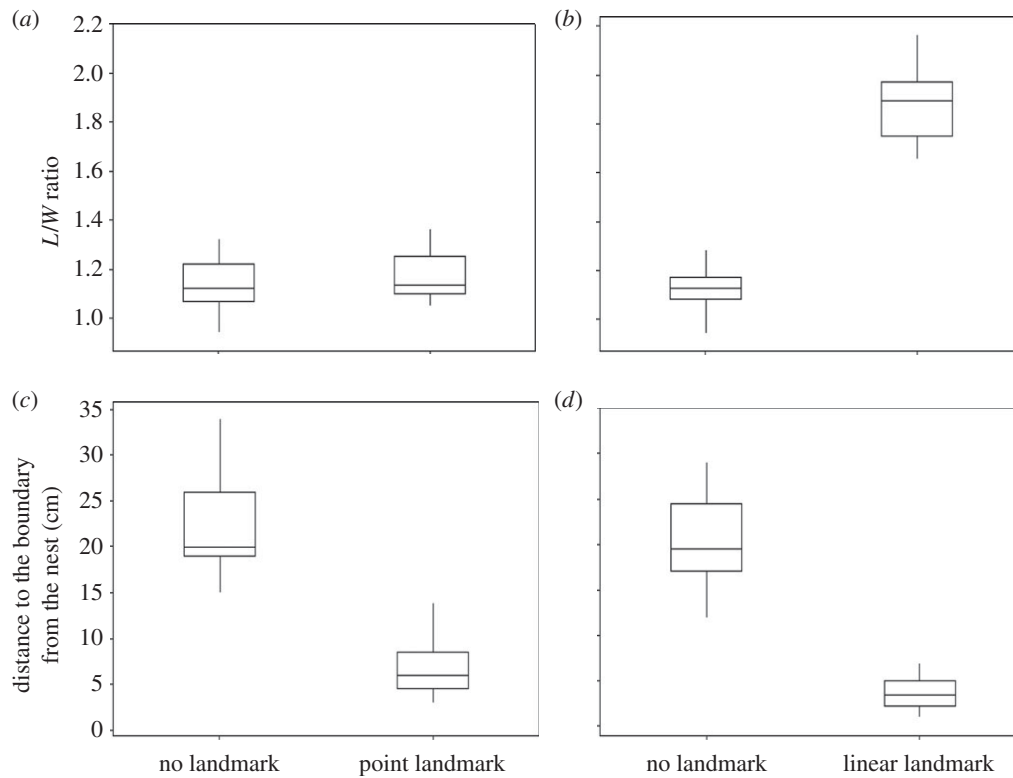 (a)
(b)
2.2
2.0
1.8
1.6
1.4
1.2
1.0
L/W ratio
(c)
(d)
35
30
25
20
15
10
5
0
distance to the boundary
from the nest (cm)
no landmark
point landmark
no landmark
linear landmark